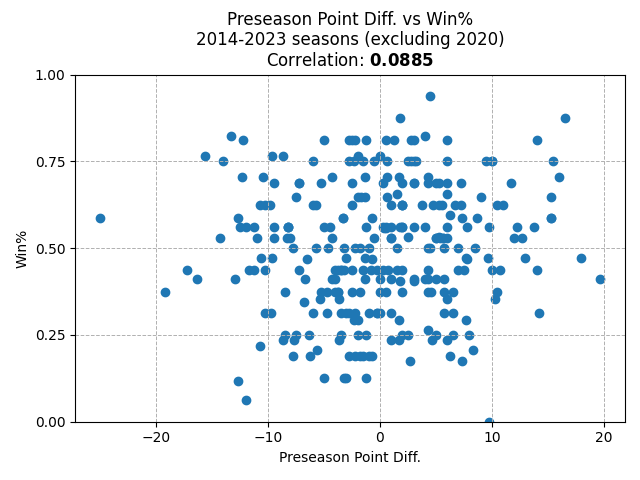 Preseason Point Diff. vs Win%
2014-2023 seasons (excluding 2020)
Correlation: 0.0885
1.00
0.75
0.50
0.25
0.00
Win%
−20
−10
0
10
20
Preseason Point Diff.